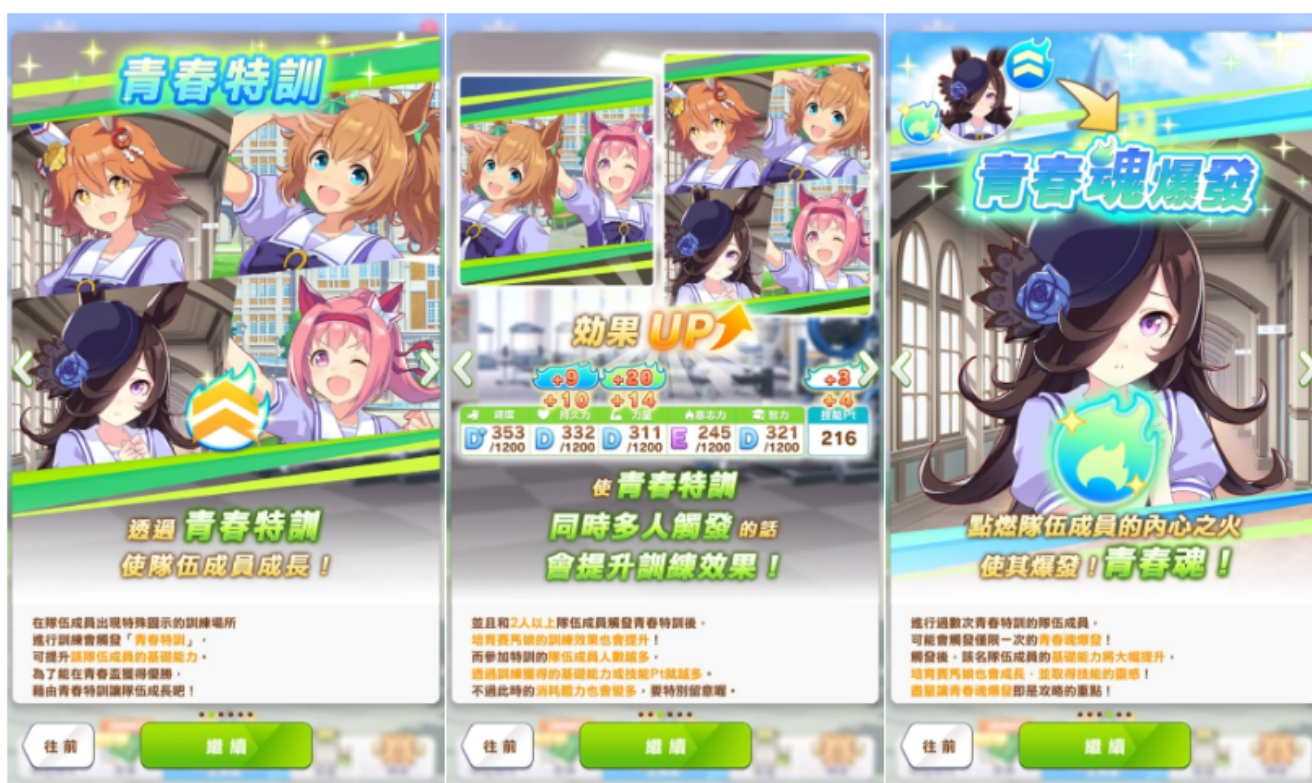 青春特訓
透過 青春特訓
使隊伍成員成長！
在隊伍成員出現特殊圖示的訓練場所
進行訓練會觸發「青春特訓」，
可提升該隊伍成員的基礎能力。
為了能在青春盃獲得優勝，
藉由青春特訓讓隊伍成長吧！
往前
繼續
効果 UP
+9 +20 +3
+10 +14 +4
速度 持久力 力量 意志力 智力 技能Pt
D+ 353 /1200 D 332 /1200 D 311 /1200 E 245 /1200 D 321 /1200 216
使 青春特訓
同時多人觸發 的話
會提升訓練效果！
並且和2人以上隊伍成員觸發青春特訓後，
培育賽馬娘的訓練效果也會提升！
而參加特訓的隊伍成員人數越多，
透過訓練獲得的基礎能力或技能Pt就越多。
不過此時的消耗體力也會變多，要特別留意喔。
往前
繼續
青春魂爆發
點燃隊伍成員的內心之火
使其爆發！青春魂！
進行過數次青春特訓的隊伍成員，
可能會觸發僅限一次的青春魂爆發！
觸發後，該名隊伍成員的基礎能力將大幅提升，
培育賽馬娘也會成長，並取得技能的靈感！
盡量讓青春魂爆發即是攻略的重點！
往前
繼續